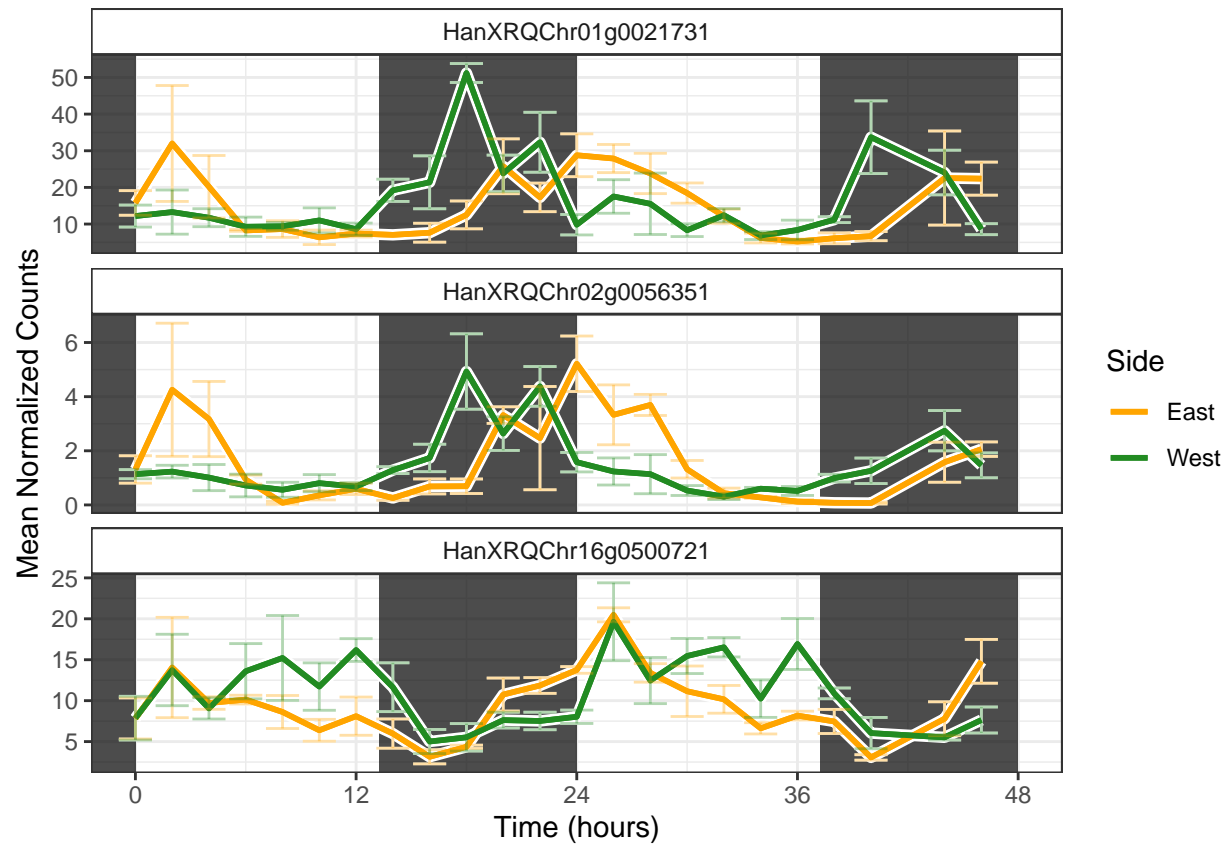 HanXRQChr01g0021731
50
40
30
20
10
HanXRQChr02g0056351
6
4
2
0
HanXRQChr16g0500721
25
20
15
10
5
0 12 24 36 48
Time (hours)
Mean Normalized Counts
Side
East
West